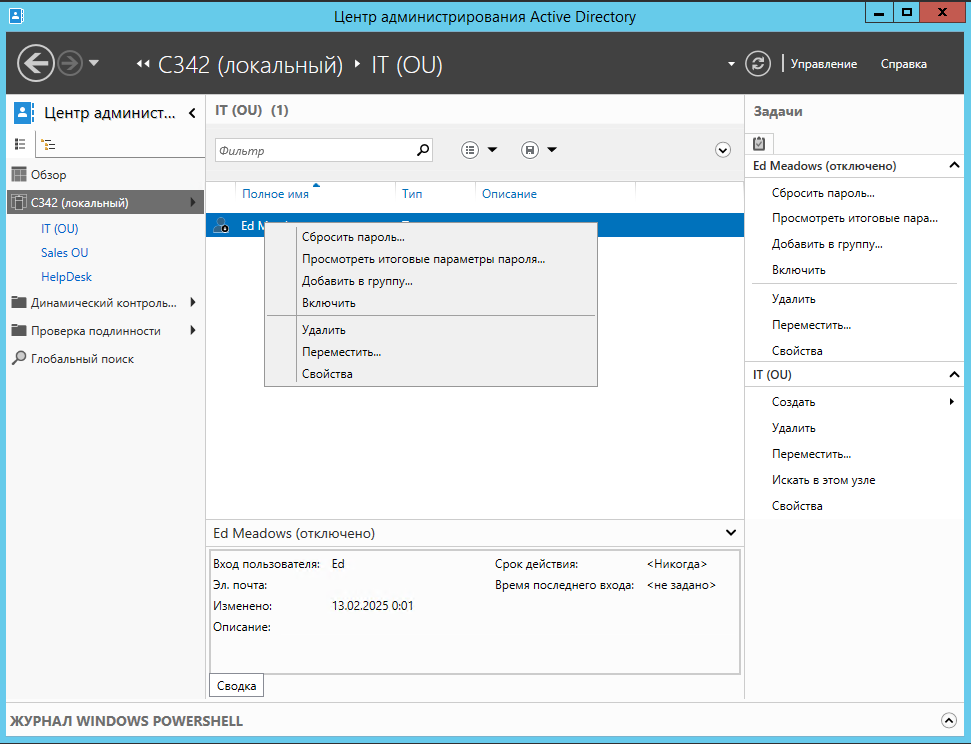 Центр администрирования Active Directory
C342 (локальный) IT (OU)
Управление
Справка
Центр админист...
Обзор
C342 (локальный)
IT (OU)
Sales OU
HelpDesk
Динамический контроль...
Проверка подлинности
Глобальный поиск
IT (OU) (1)
Фильтр
Полное имя Тип Описание
Ed
Сбросить пароль...
Просмотреть итоговые параметры пароля...
Добавить в группу...
Включить
Удалить
Переместить...
Свойства
Ed Meadows (отключено)
Вход пользователя: Ed Срок действия: <Никогда>
Эл. почта: Время последнего входа: <не задано>
Изменено: 13.02.2025 0:01
Описание:
Сводка
Задачи
Ed Meadows (отключено)
Сбросить пароль...
Просмотреть итоговые пара...
Добавить в группу...
Включить
Удалить
Переместить...
Свойства
IT (OU)
Создать
Удалить
Переместить...
Искать в этом узле
Свойства
ЖУРНАЛ WINDOWS POWERSHELL